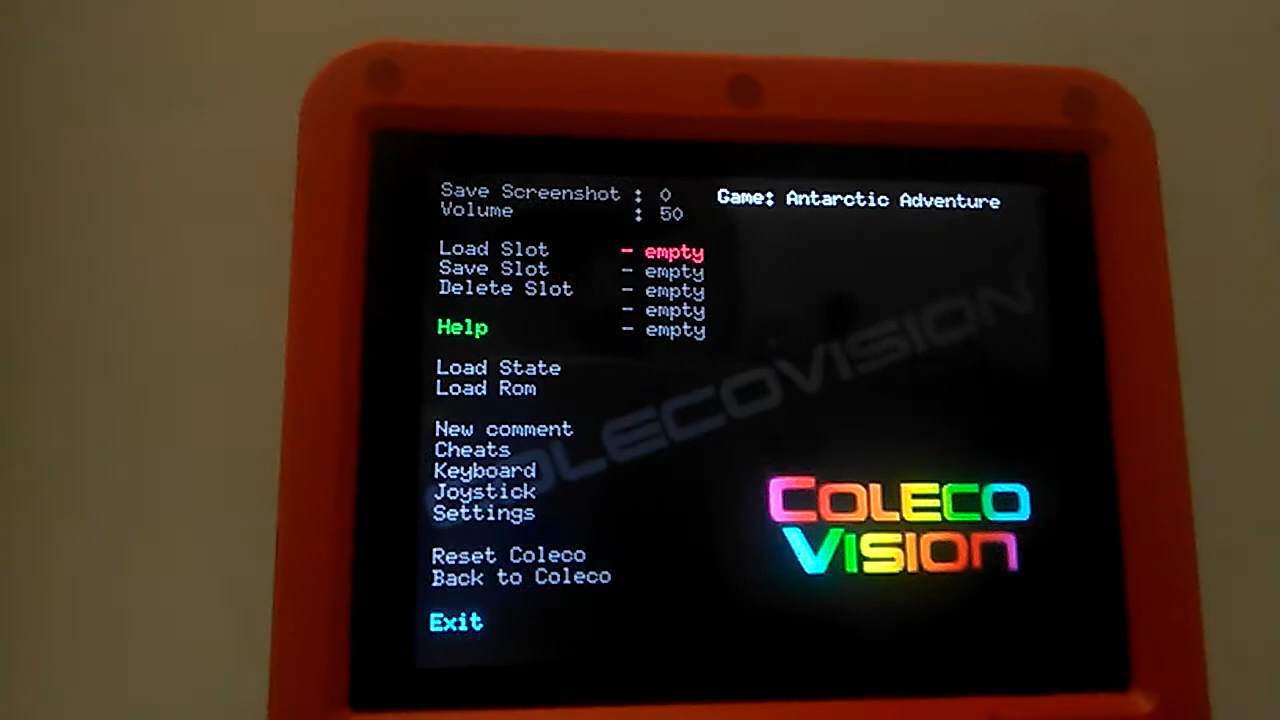 Save Screenshot : 0
Volume : 50
Game: Antarctic Adventure
Load Slot - empty
Save Slot - empty
Delete Slot - empty
- empty
Help - empty
Load State
Load Rom
New comment
Cheats
Keyboard
Joystick
Settings
Reset Coleco
Back to Coleco
Exit
COLECOVISION
COLECO
VISION